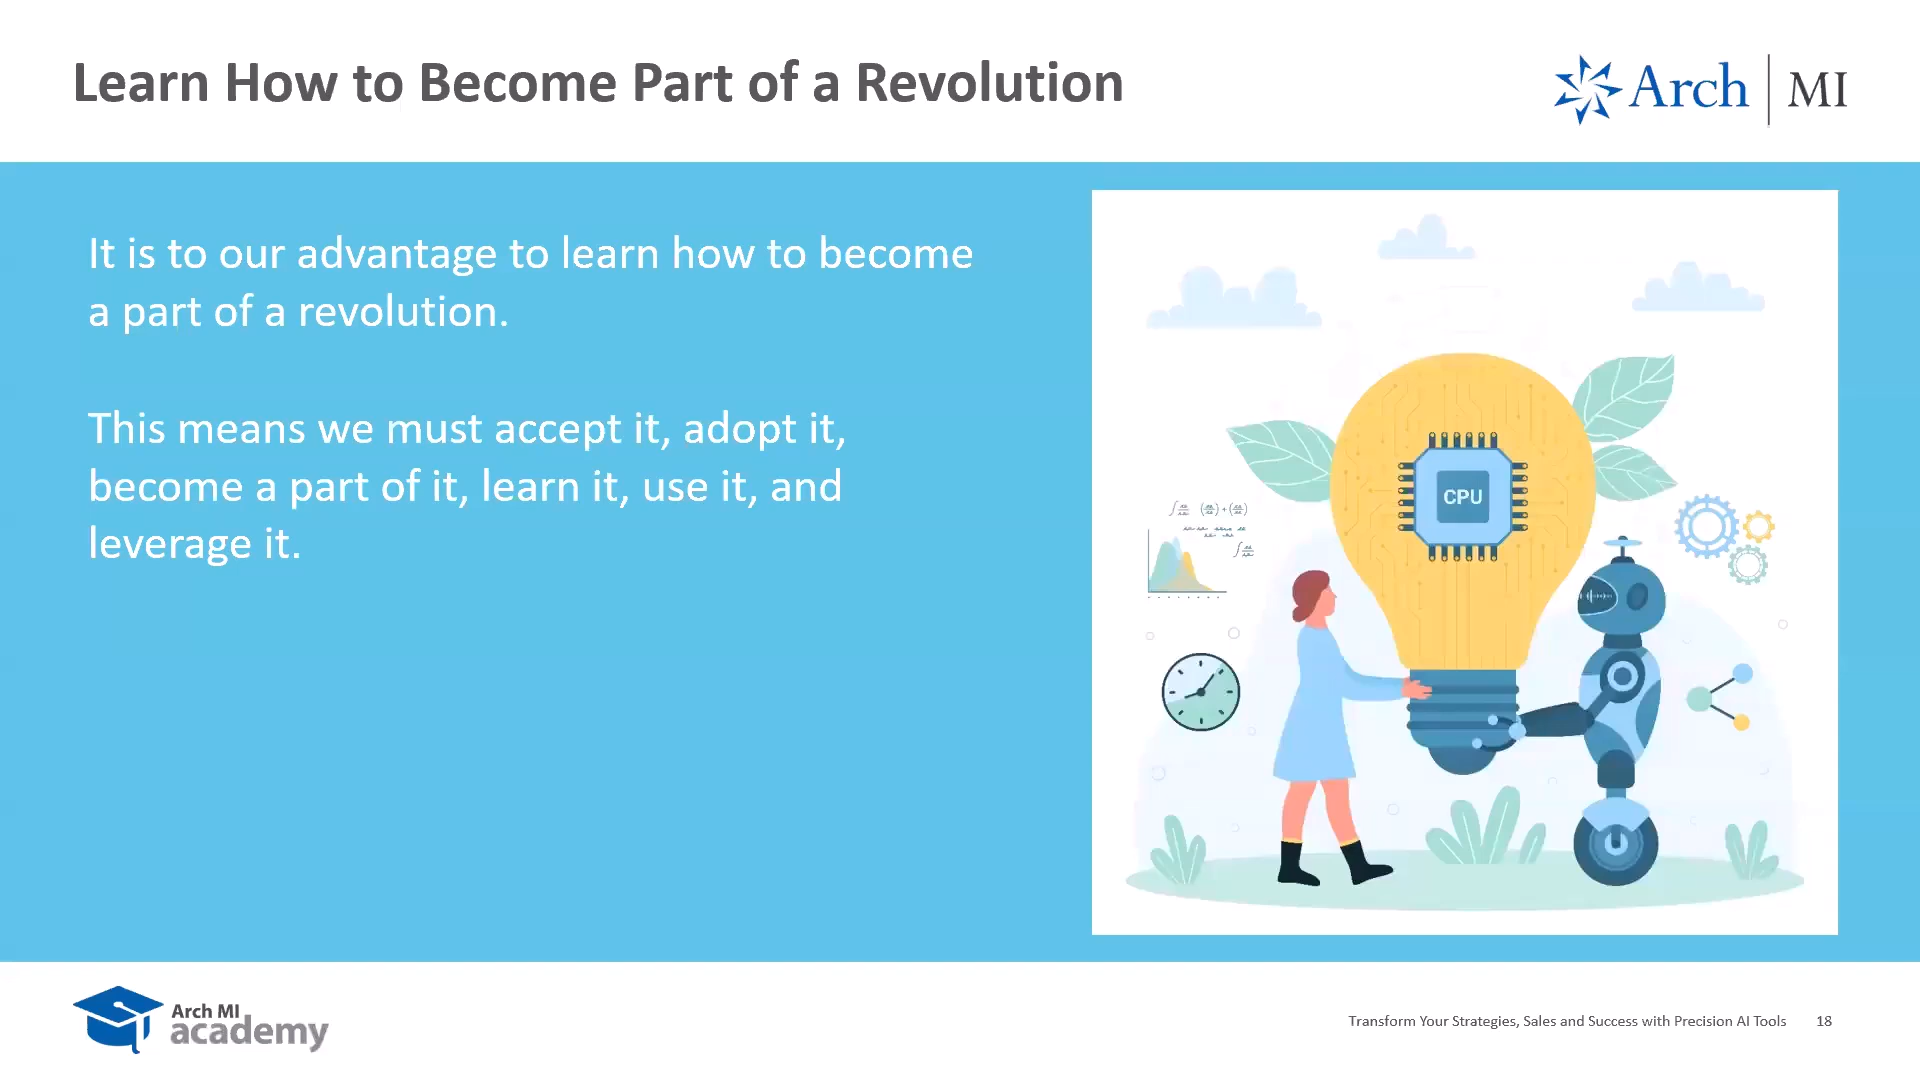 Learn How to Become Part of a Revolution
Arch | MI
It is to our advantage to learn how to become
a part of a revolution.
This means we must accept it, adopt it,
become a part of it, learn it, use it, and
leverage it.
CPU
Arch MI
academy
Transform Your Strategies, Sales and Success with Precision AI Tools 18